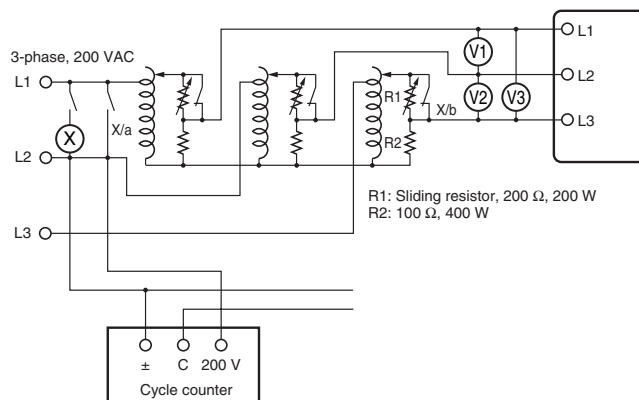 3-phase, 200 VAC
L1
L1
V1
L2
V2
V3
X
X/a
R1
X/b
L3
R2
L2
R1: Sliding resistor, 200 Ω, 200 W
R2: 100 Ω, 400 W
L3
± C 200 V
Cycle counter